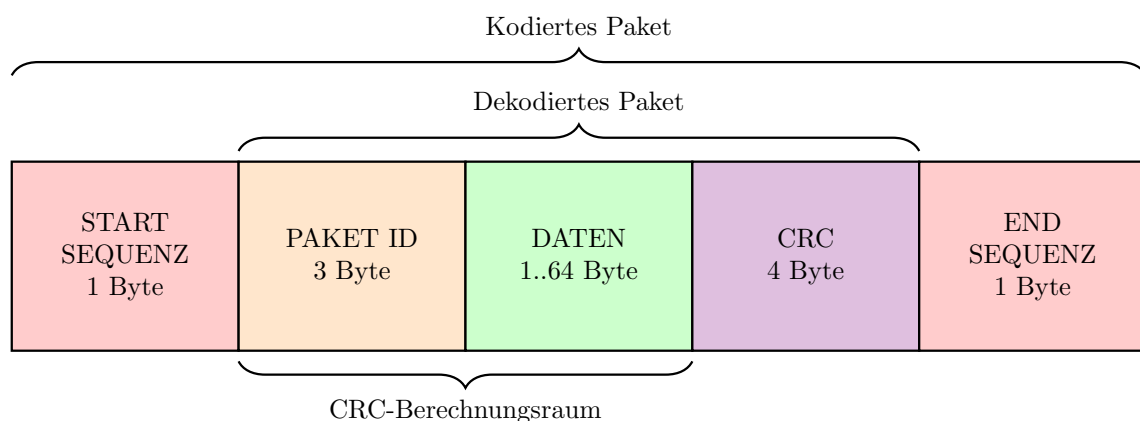 Kodiertes Paket
Dekodiertes Paket
START
SEQUENZ
1 Byte
PAKET ID
3 Byte
DATEN
1..64 Byte
CRC
4 Byte
END
SEQUENZ
1 Byte
CRC-Berechnungsraum